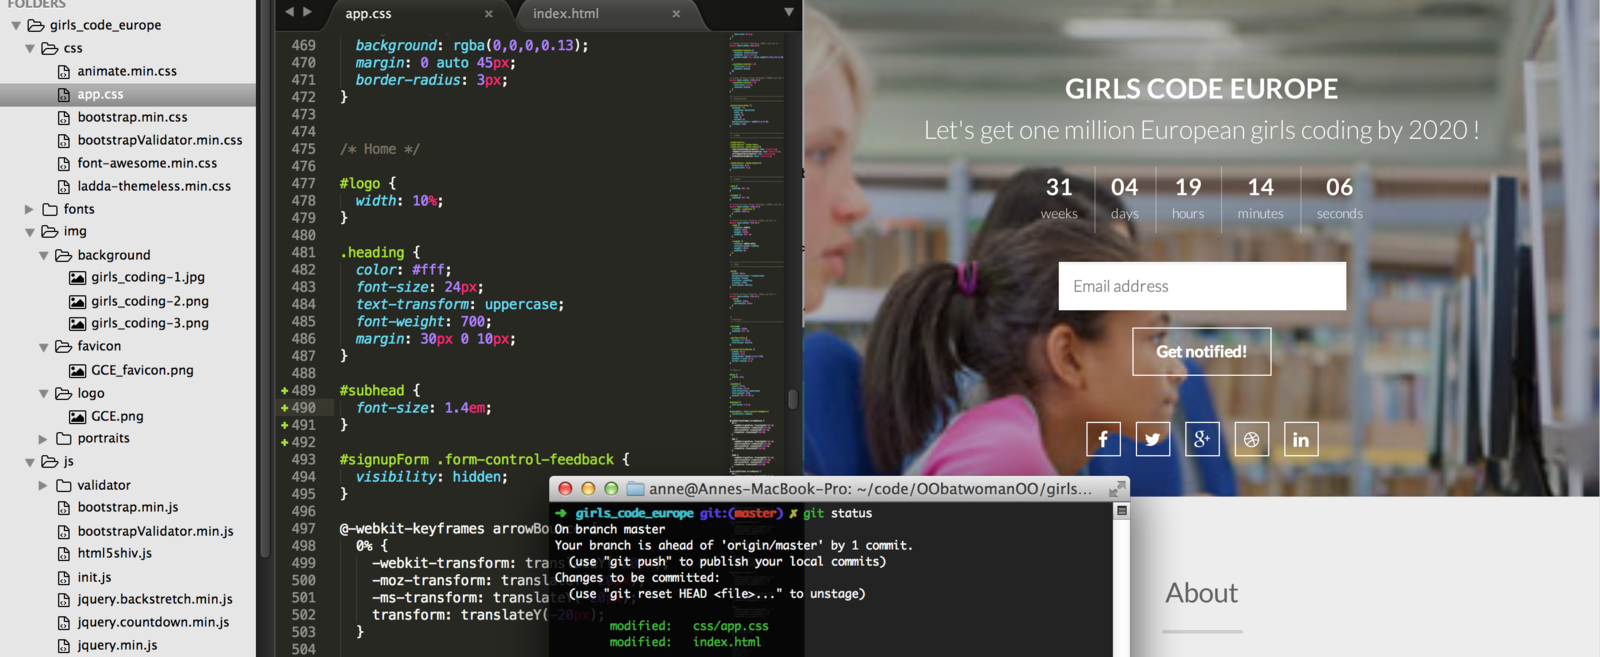 FOLDERS
girls_code_europe
css
animate.min.css
app.css
bootstrap.min.css
bootstrapValidator.min.css
font-awesome.min.css
ladda-themeless.min.css
fonts
img
background
girls_coding-1.jpg
girls_coding-2.png
girls_coding-3.png
favicon
GCE_favicon.png
logo
GCE.png
portraits
js
validator
bootstrap.min.js
bootstrapValidator.min.js
html5shiv.js
init.js
jquery.backstretch.min.js
jquery.countdown.min.js
jquery.min.js
app.css × index.html ×
469 background: rgba(0,0,0,0.13);
470 margin: 0 auto 45px;
471 border-radius: 3px;
472 }
473
474
475 /* Home */
476
477 #logo {
478 width: 10%;
479 }
480
481 .heading {
482 color: #fff;
483 font-size: 24px;
484 text-transform: uppercase;
485 font-weight: 700;
486 margin: 30px 0 10px;
487 }
488
489 #subhead {
490 font-size: 1.4em;
491 }
492
493 #signupForm .form-control-feedback {
494 visibility: hidden;
495 }
496
497 @-webkit-keyframes
498 0% {
499 -webkit-transform:
500 -moz-transform:
501 -ms-transform:
502 transform: translateY(-20px);
503 }
504
anne@Annes-MacBook-Pro: ~/code/OObatwomanOO/girls...
➜ girls_code_europe git:(master) ✗ git status
On branch master
Your branch is ahead of 'origin/master' by 1 commit.
(use "git push" to publish your local commits)
Changes to be committed:
(use "git reset HEAD <file>..." to unstage)
modified: css/app.css
modified: index.html
GIRLS CODE EUROPE
Let's get one million European girls coding by 2020 !
31 04 19 14 06
weeks days hours minutes seconds
Email address
Get notified!
f g+ in
About